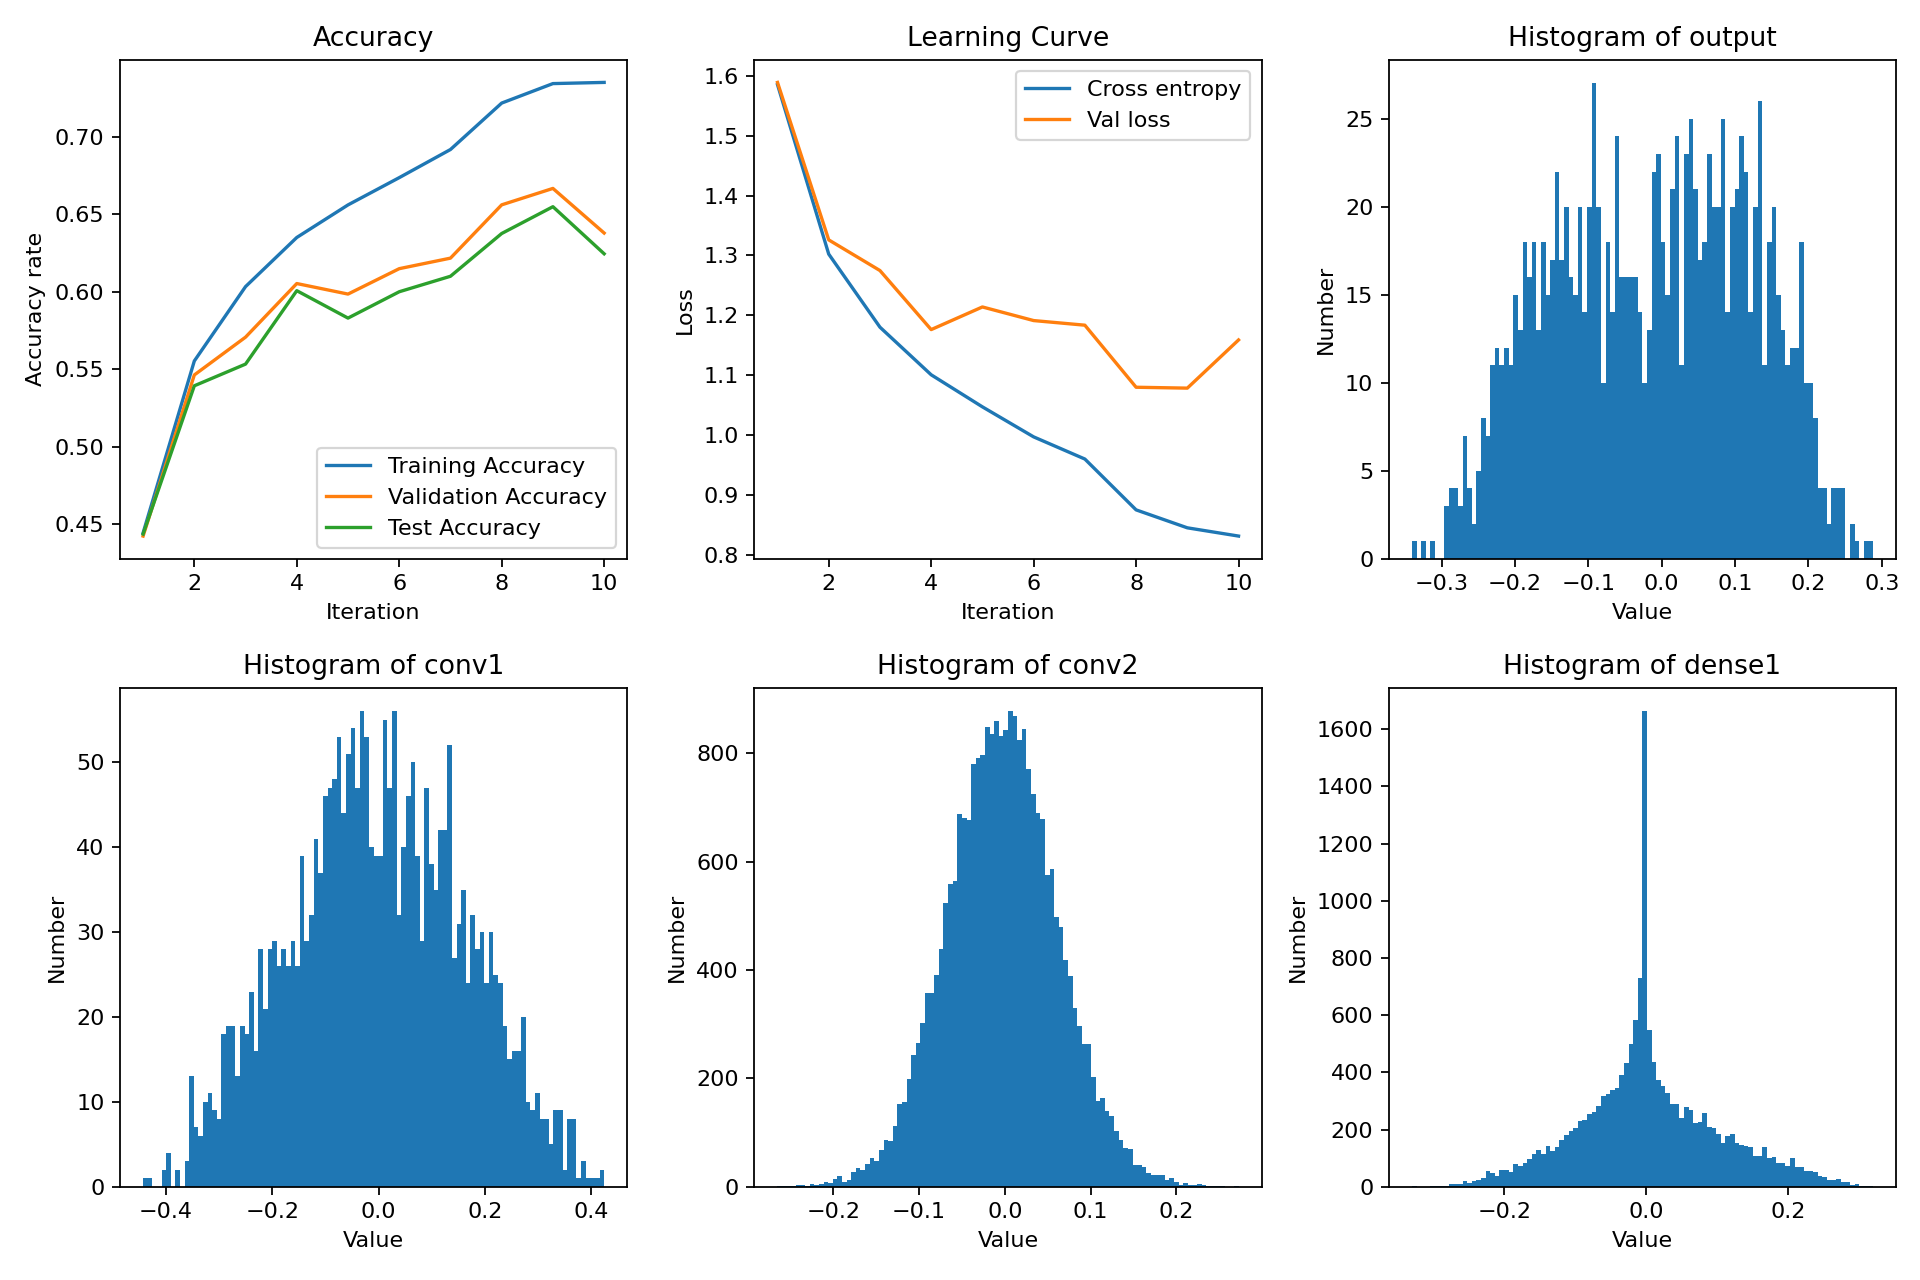 Accuracy
Accuracy rate
0.70
0.65
0.60
0.55
0.50
0.45
Training Accuracy
Validation Accuracy
Test Accuracy
2 4 6 8 10
Iteration
Learning Curve
Loss
1.6
1.5
1.4
1.3
1.2
1.1
1.0
0.9
0.8
Cross entropy
Val loss
2 4 6 8 10
Iteration
Histogram of output
Number
25
20
15
10
5
0
−0.3 −0.2 −0.1 0.0 0.1 0.2 0.3
Value
Histogram of conv1
Number
50
40
30
20
10
0
−0.4 −0.2 0.0 0.2 0.4
Value
Histogram of conv2
Number
800
600
400
200
0
−0.2 −0.1 0.0 0.1 0.2
Value
Histogram of dense1
Number
1600
1400
1200
1000
800
600
400
200
0
−0.2 0.0 0.2
Value